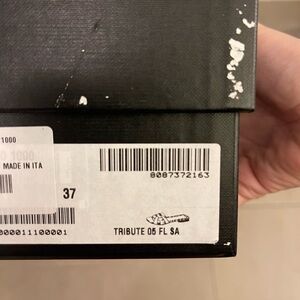 1000
MADE IN ITA
37
8087372163
000011100001
TRIBUTE 05 FL SA